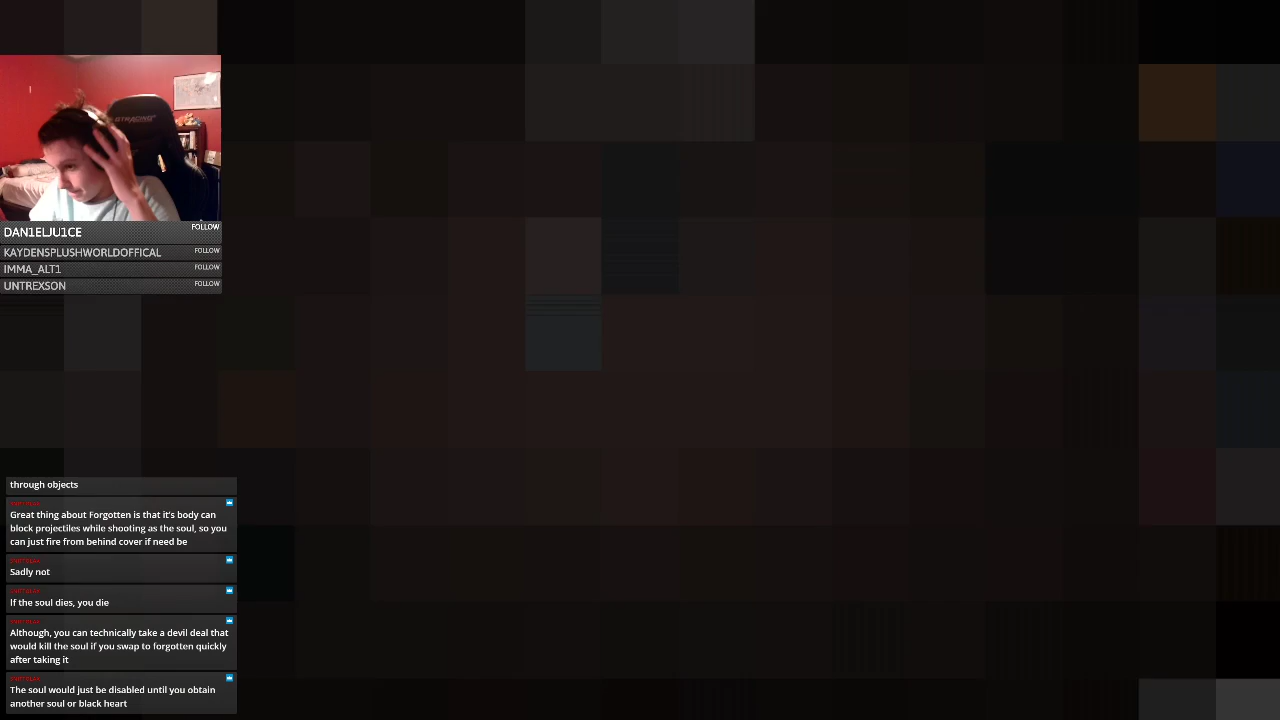 DAN1ELJU1CE FOLLOW
KAYDENSPLUSHWORLDOFFICAL FOLLOW
IMMA_ALT1 FOLLOW
UNTREXSON FOLLOW
through objects
Great thing about Forgotten is that it's body can
block projectiles while shooting as the soul, so you
can just fire from behind cover if need be
Sadly not
If the soul dies, you die
Although, you can technically take a devil deal that
would kill the soul if you swap to forgotten quickly
after taking it
The soul would just be disabled until you obtain
another soul or black heart